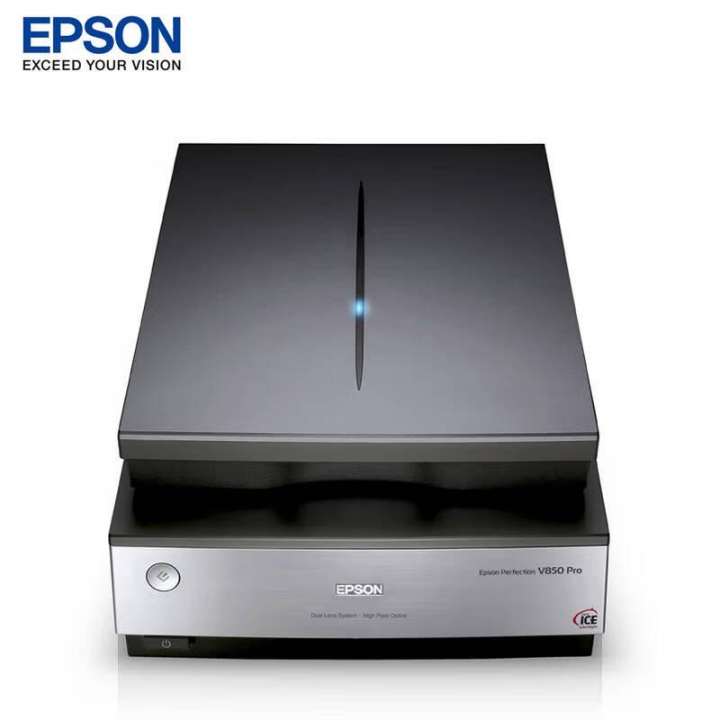 EPSON
EXCEED YOUR VISION
Epson Perfection V850 Pro
EPSON
Dual Lens System - High Pass Optics
ICE